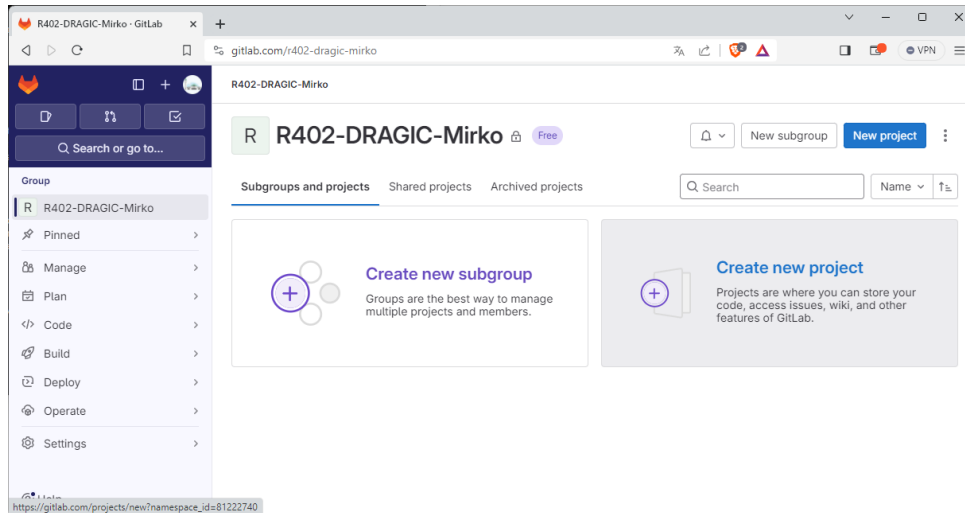 R402-DRAGIC-Mirko · GitLab
gitlab.com/r402-dragic-mirko
VPN
R402-DRAGIC-Mirko
Search or go to...
R R402-DRAGIC-Mirko Free
New subgroup
New project
Group
R R402-DRAGIC-Mirko
Pinned
Manage
Plan
Code
Build
Deploy
Operate
Settings
Help
Subgroups and projects Shared projects Archived projects
Search
Name
Create new subgroup
Groups are the best way to manage
multiple projects and members.
Create new project
Projects are where you can store your
code, access issues, wiki, and other
features of GitLab.
https://gitlab.com/projects/new?namespace_id=81222740